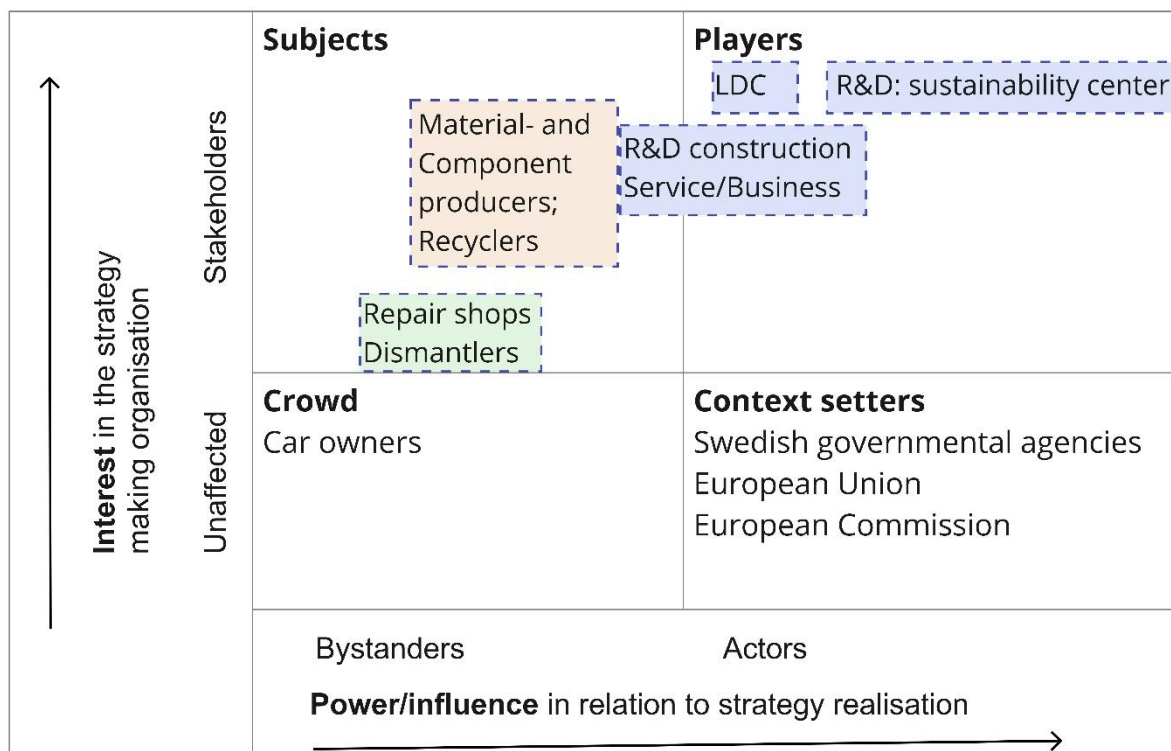 Subjects
Players
LDC
R&D: sustainability center
Material- and
Component
producers;
Recyclers
R&D construction
Service/Business
Repair shops
Dismantlers
Crowd
Car owners
Context setters
Swedish governmental agencies
European Union
European Commission
Interest in the strategy
making organisation
Stakeholders
Unaffected
Bystanders
Actors
Power/influence in relation to strategy realisation